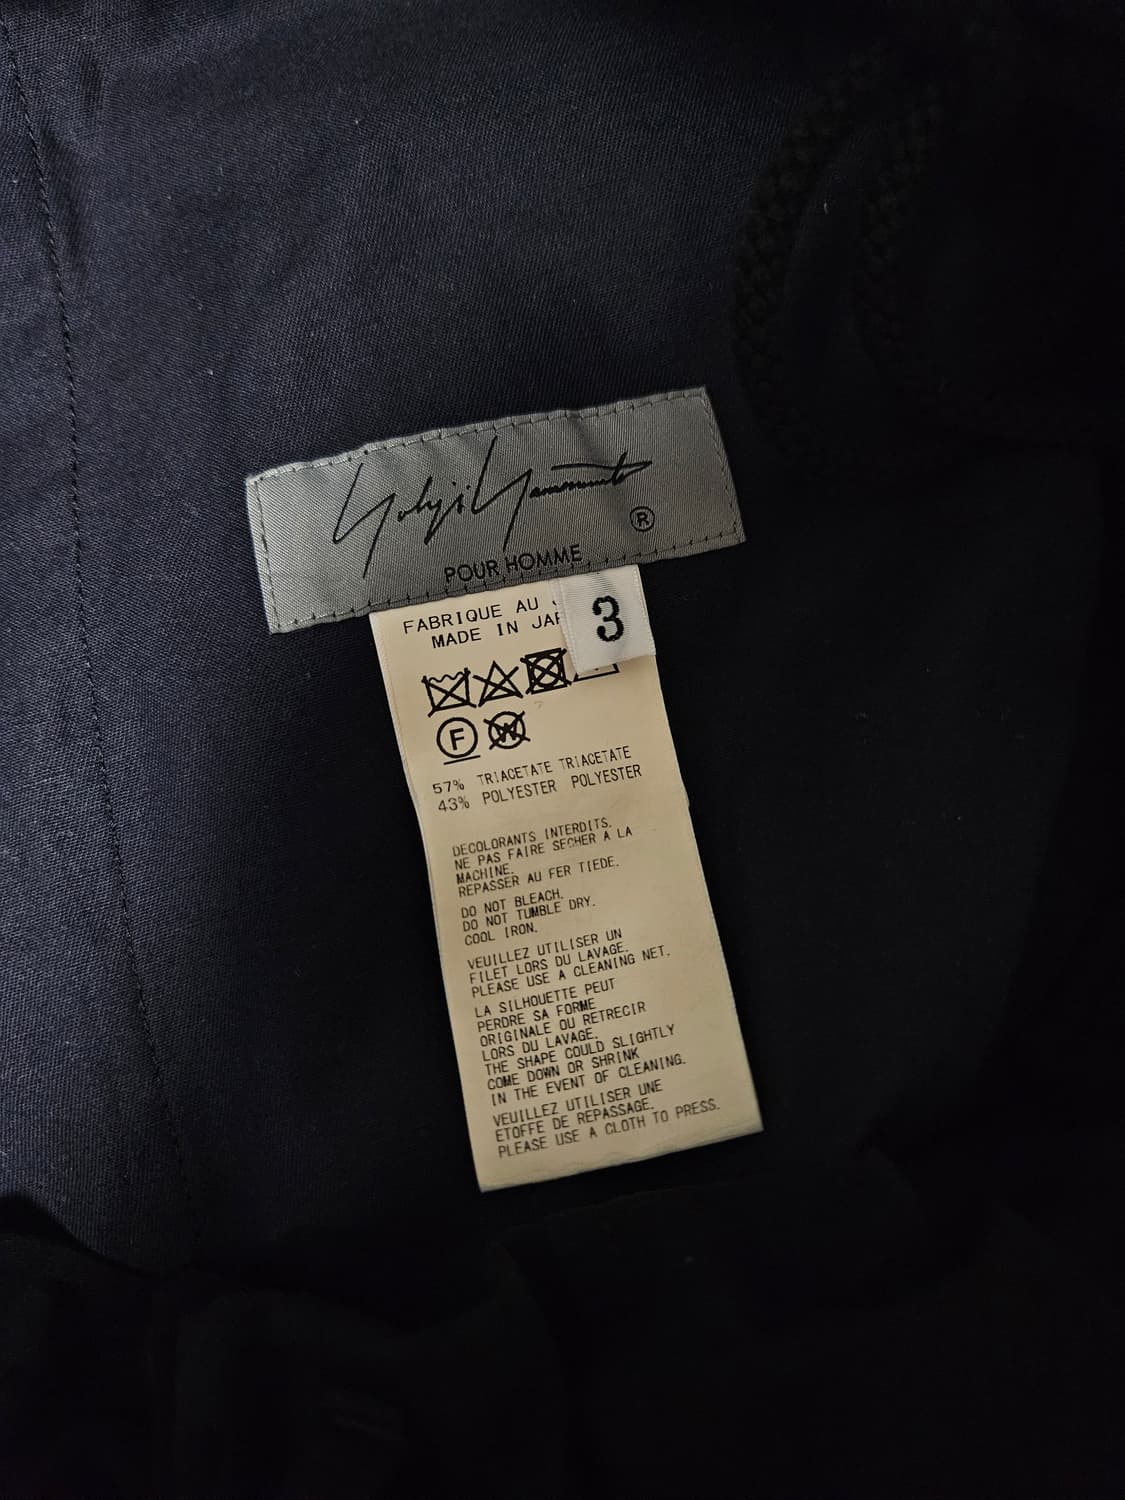 Yohji Yamamoto
®
POUR HOMME
3
FABRIQUE AU
MADE IN
F
W
57% TRIACETATE TRIACETATE
43% POLYESTER POLYESTER
DECOLORANTS INTERDITS.
NE PAS FAIRE SECHER A LA
MACHINE.
REPASSER AU FER TIEDE.
DO NOT BLEACH.
DO NOT TUMBLE DRY.
COOL IRON.
VEUILLEZ UTILISER UN
FILET LORS DU LAVAGE.
PLEASE USE A CLEANING NET.
LA SILHOUETTE PEUT
PERDRE SA FORME
ORIGINALE OU RETRECIR
LORS DU LAVAGE.
THE SHAPE COULD SLIGHTLY
COME DOWN OR SHRINK
IN THE EVENT OF CLEANING.
VEUILLEZ UTILISER UNE
ETOFFE DE REPASSAGE.
PLEASE USE A CLOTH TO PRESS.